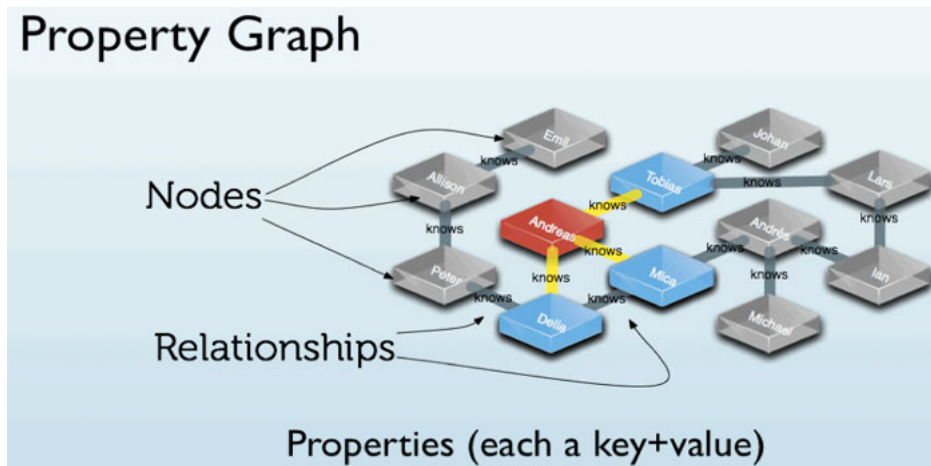 Property Graph
Emil
Johan
knows
knows
Allison
Tobias
knows
Lars
Nodes
knows
Andreas
Andrés
knows
knows
knows
knows
knows
Peter
knows
Mica
Ian
knows
knows
knows
Delia
Michael
Relationships
Properties (each a key+value)